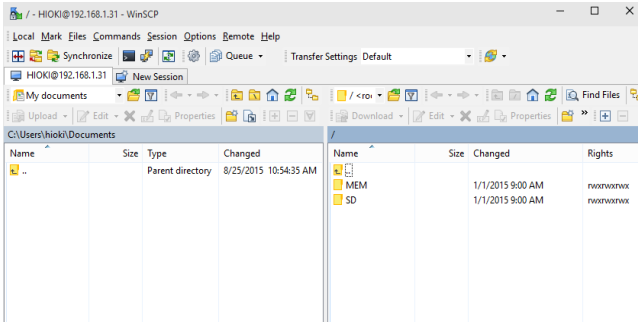 / - HIOKI@192.168.1.31 - WinSCP
Local Mark Files Commands Session Options Remote Help
Synchronize Queue Transfer Settings Default
HIOKI@192.168.1.31 New Session
My documents / <ro Find Files
Upload Edit Properties Download Edit Properties »
C:\Users\hioki\Documents /
Name Size Type Changed Name Size Changed Rights
.. Parent directory 8/25/2015 10:54:35 AM ..
MEM 1/1/2015 9:00 AM rwxrwxrwx
SD 1/1/2015 9:00 AM rwxrwxrwx